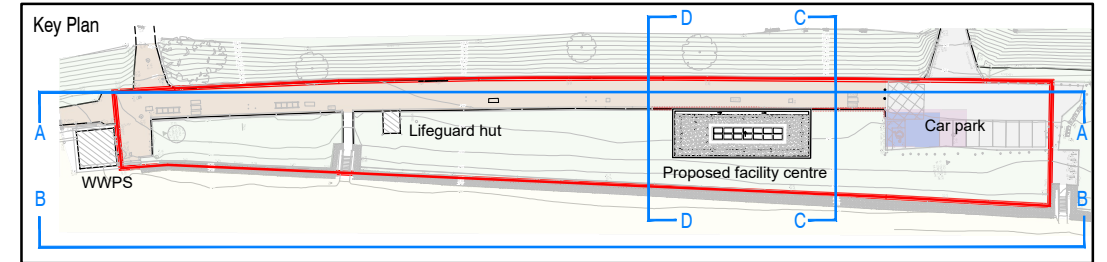 Key Plan
D C
A A
Lifeguard hut
Car park
WWPS
Proposed facility centre
B B
D C